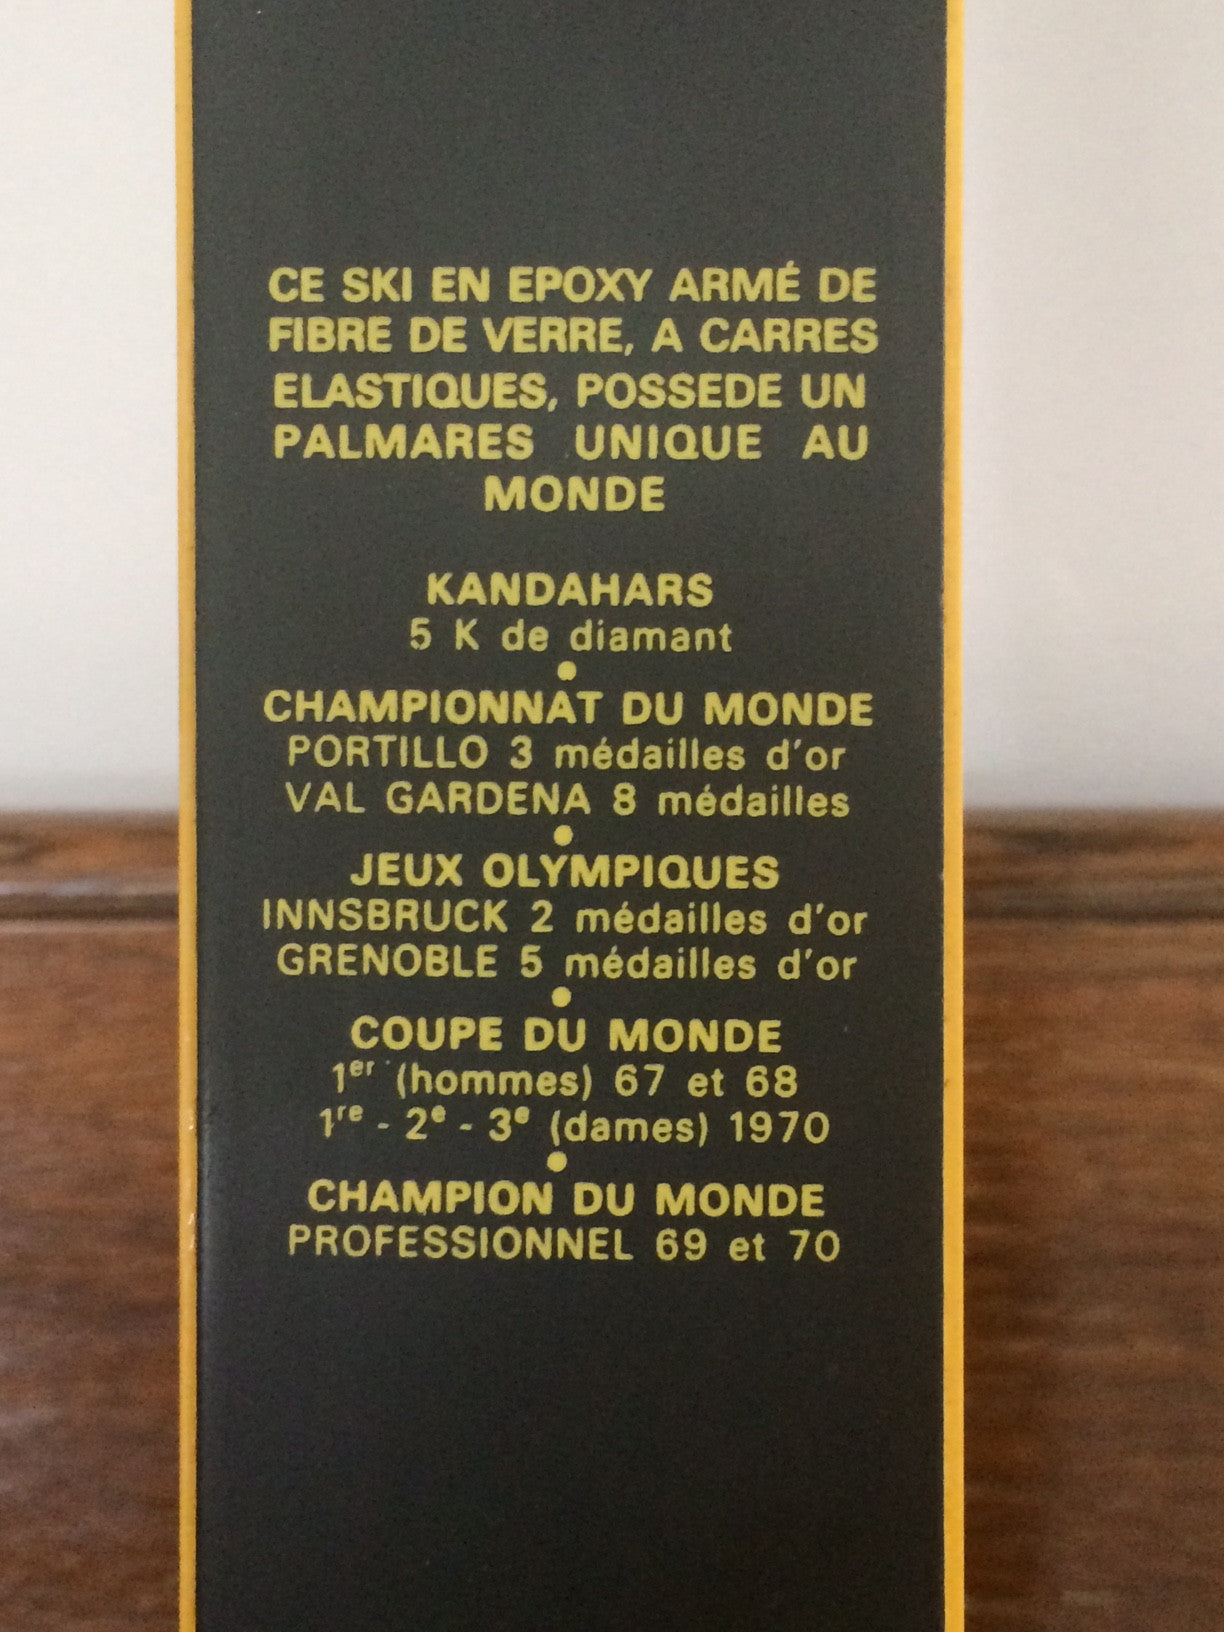 CE SKI EN EPOXY ARMÉ DE
FIBRE DE VERRE, A CARRES
ELASTIQUES, POSSEDE UN
PALMARES UNIQUE AU
MONDE
KANDAHARS
5 K de diamant
•
CHAMPIONNAT DU MONDE
PORTILLO 3 médailles d'or
VAL GARDENA 8 médailles
•
JEUX OLYMPIQUES
INNSBRUCK 2 médailles d'or
GRENOBLE 5 médailles d'or
•
COUPE DU MONDE
1er (hommes) 67 et 68
1re - 2e - 3e (dames) 1970
•
CHAMPION DU MONDE
PROFESSIONNEL 69 et 70